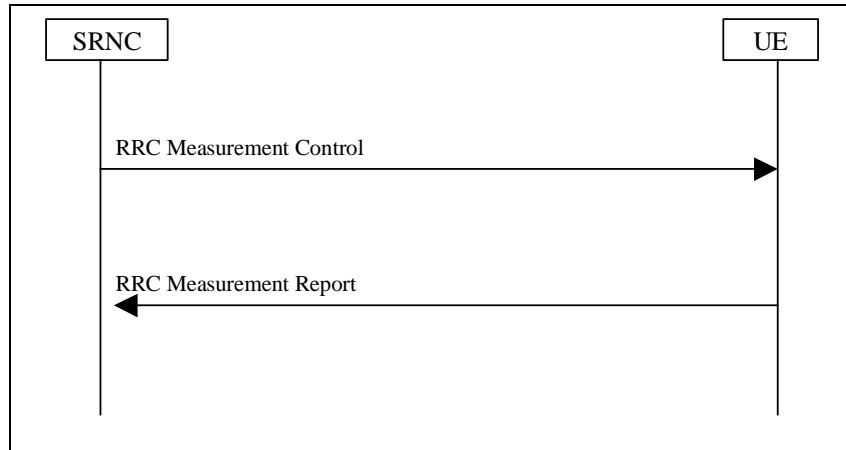 SRNC
UE
RRC Measurement Control
RRC Measurement Report